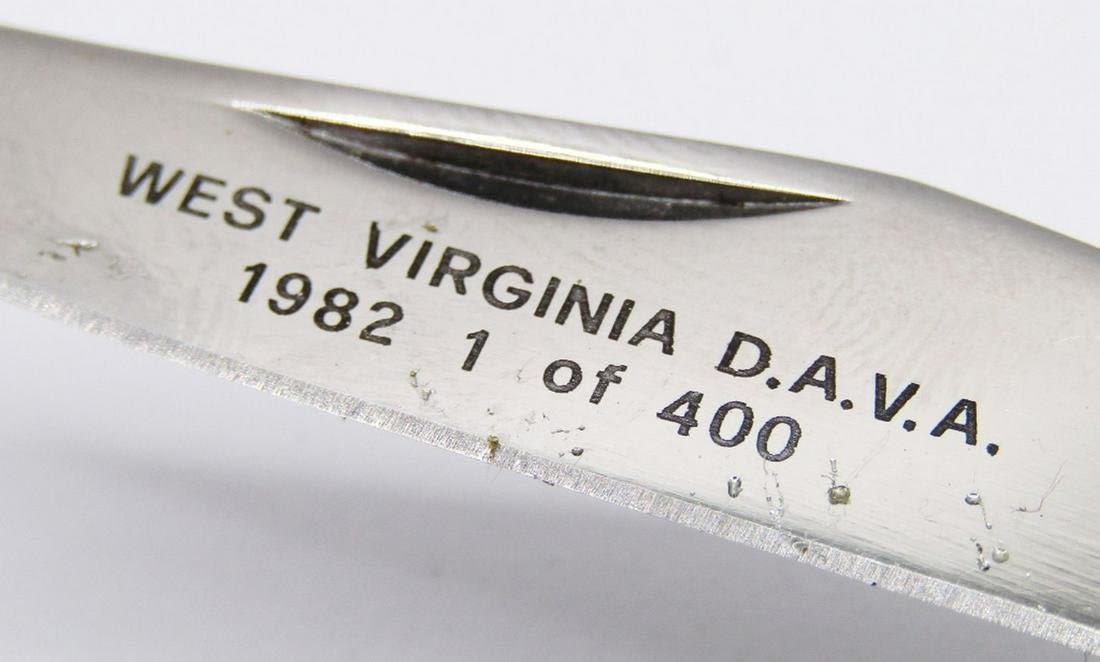 WEST VIRGINIA D.A.V.A.
1982 1 of 400